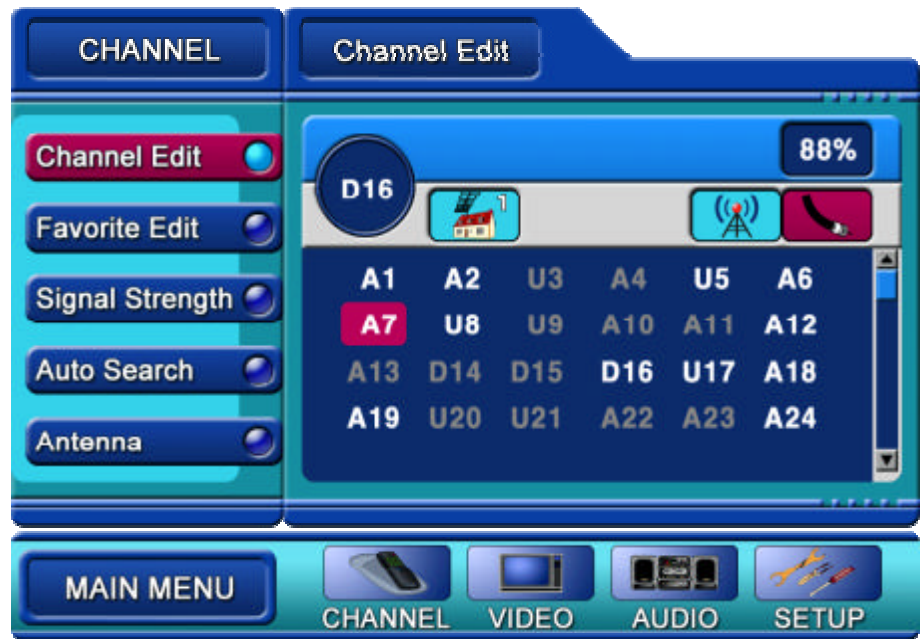 CHANNEL
Channel Edit
Channel Edit
Favorite Edit
Signal Strength
Auto Search
Antenna
88%
D16
1
A1 A2 U3 A4 U5 A6
A7 U8 U9 A10 A11 A12
A13 D14 D15 D16 U17 A18
A19 U20 U21 A22 A23 A24
MAIN MENU
CHANNEL VIDEO AUDIO SETUP